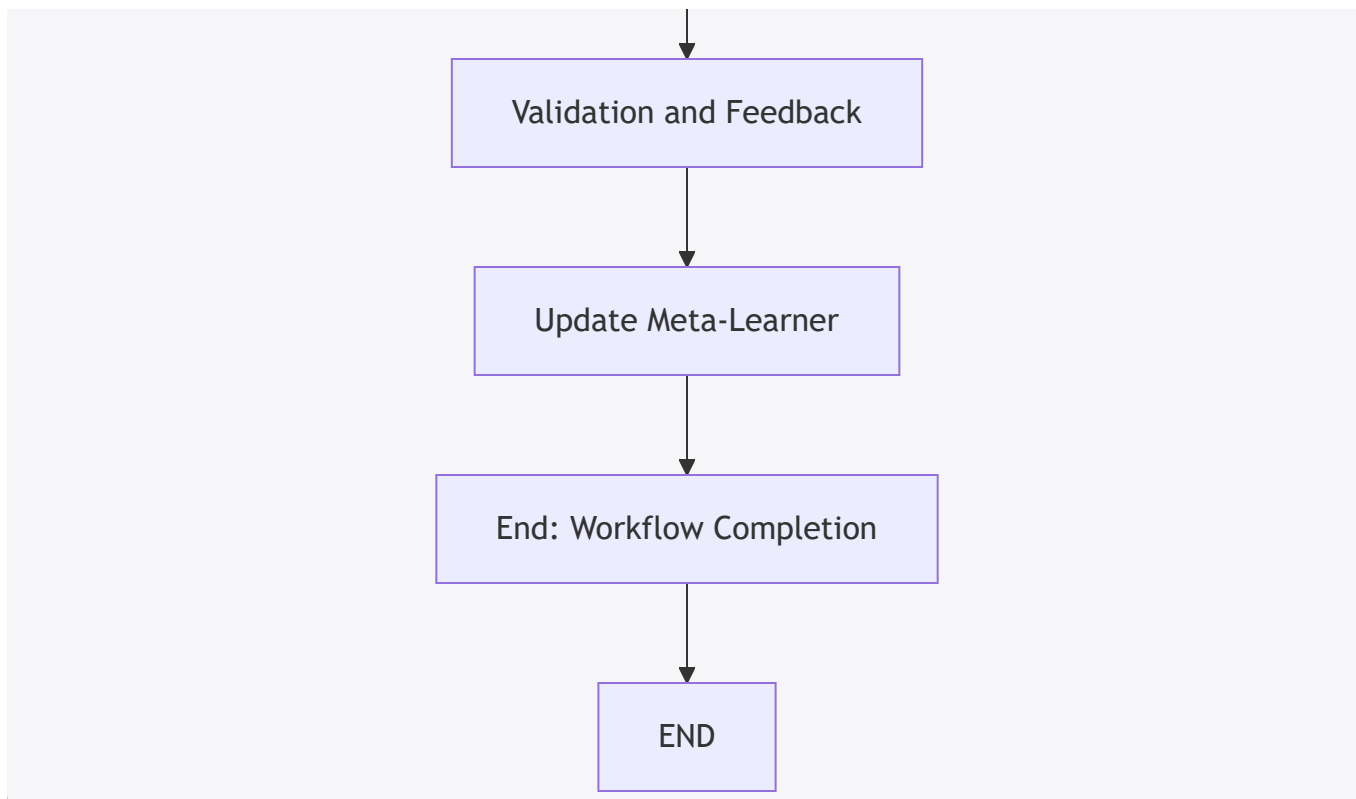 Validation and Feedback
Update Meta-Learner
End: Workflow Completion
END